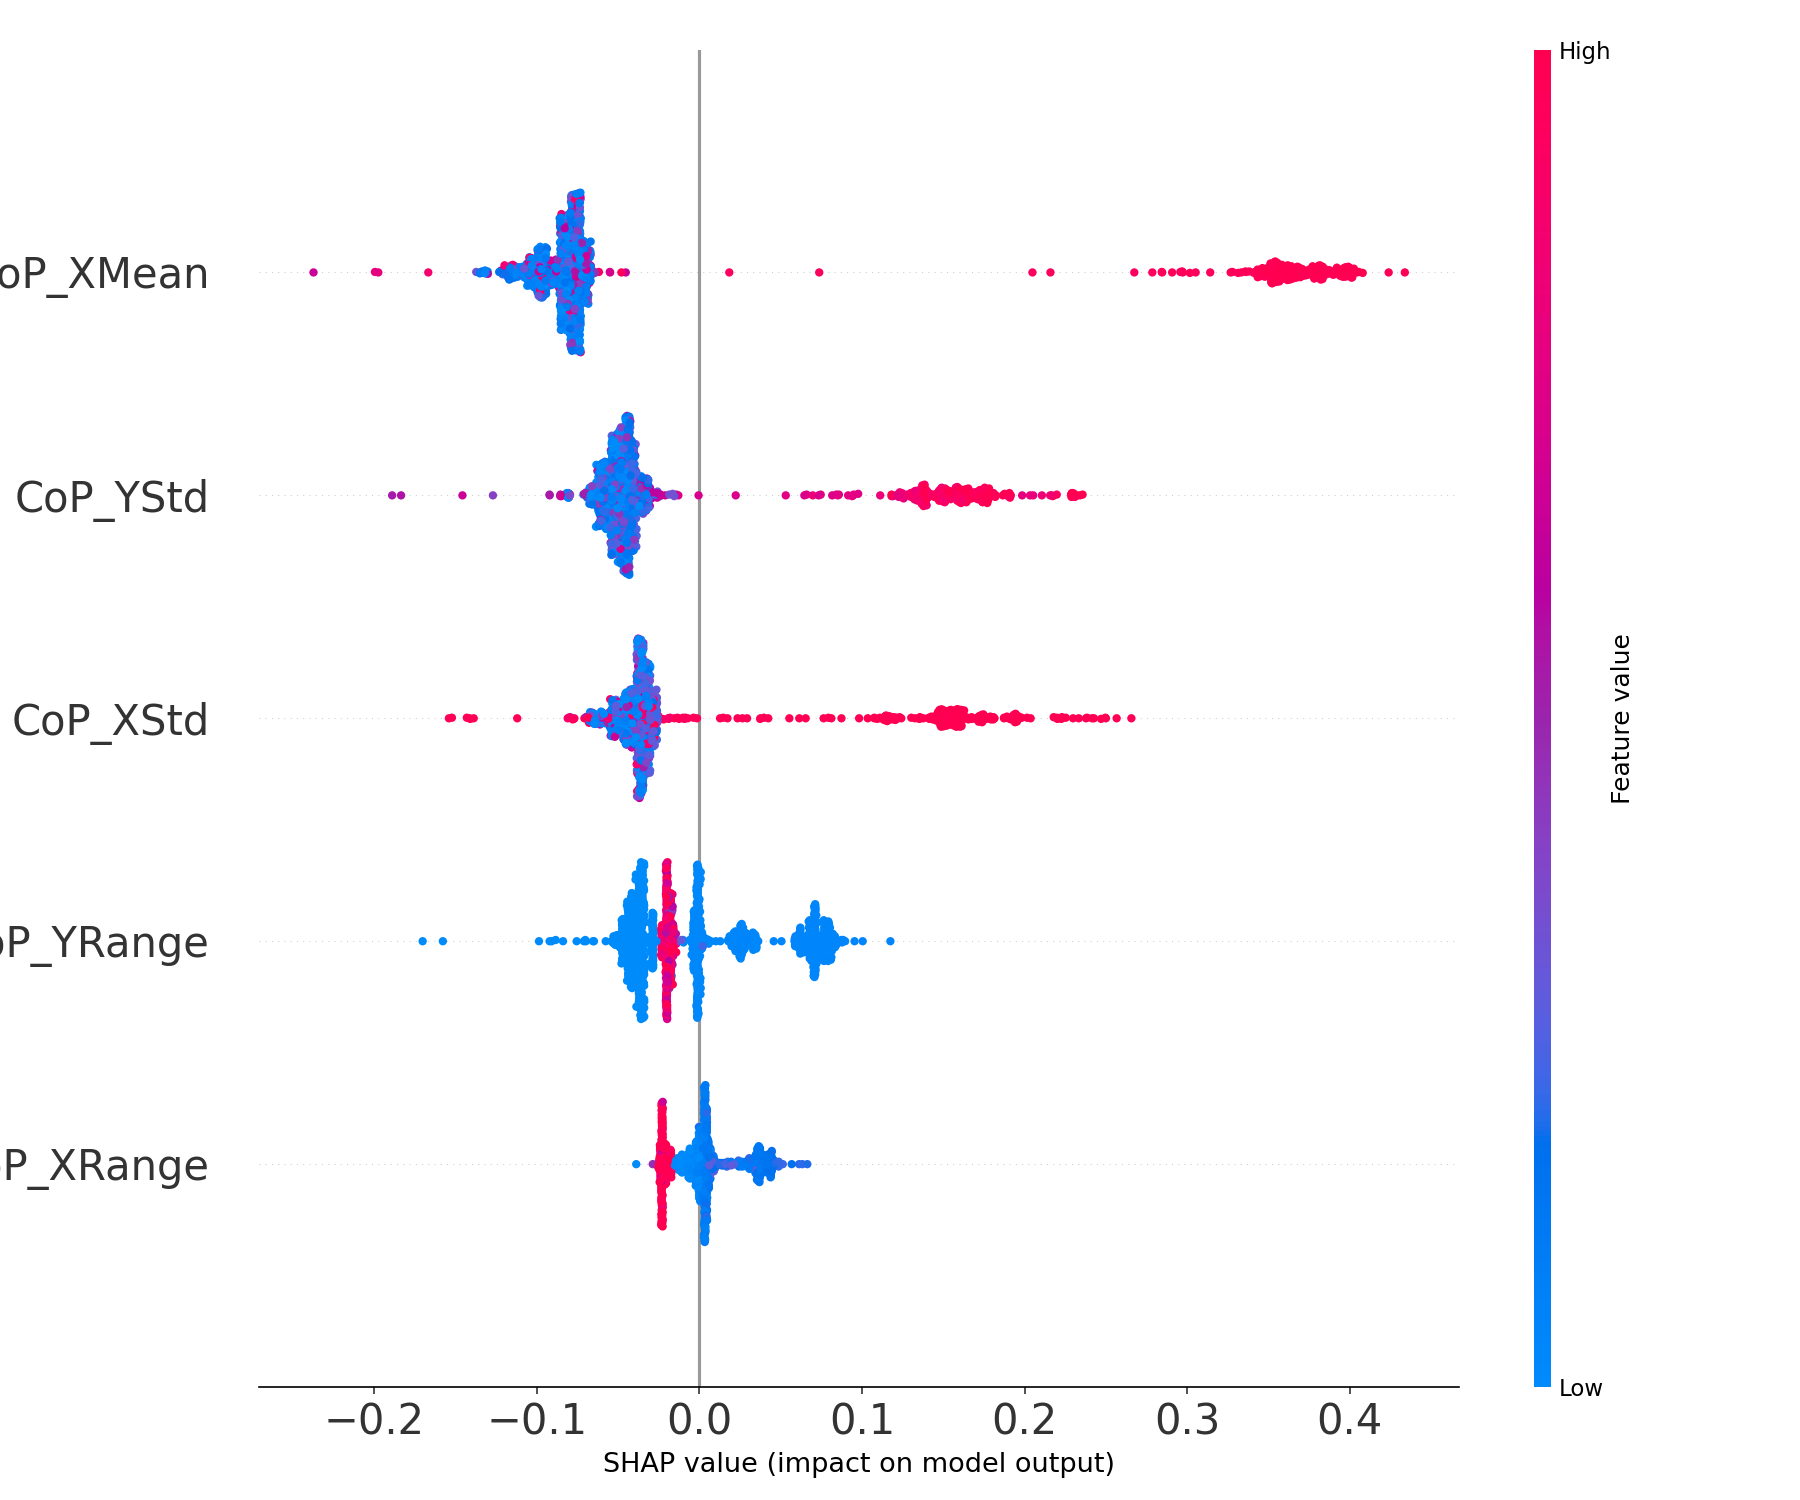 High
oP_XMean
CoP_YStd
CoP_XStd
Feature value
oP_YRange
P_XRange
Low
−0.2 −0.1 0.0 0.1 0.2 0.3 0.4
SHAP value (impact on model output)